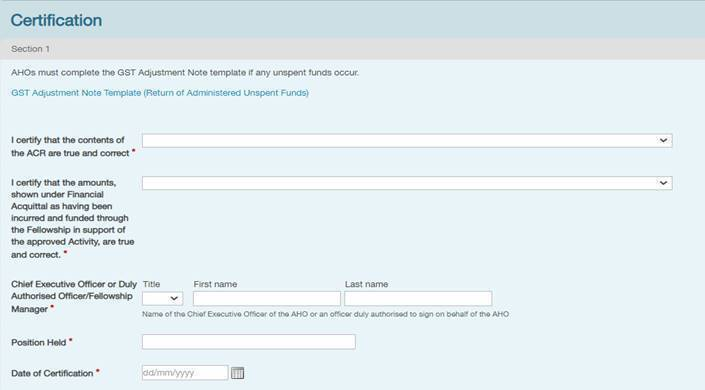 Certification
Section 1
AHOs must complete the GST Adjustment Note template if any unspent funds occur.
GST Adjustment Note Template (Return of Administered Unspent Funds)
I certify that the contents of
the ACR are true and correct *
I certify that the amounts,
shown under Financial
Acquittal as having been
incurred and funded through
the Fellowship in support of
the approved Activity, are true
and correct. *
Chief Executive Officer or Duly
Authorised Officer/Fellowship
Manager *
Title First name Last name
Name of the Chief Executive Officer of the AHO or an officer duly authorised to sign on behalf of the AHO
Position Held *
Date of Certification * dd/mm/yyyy